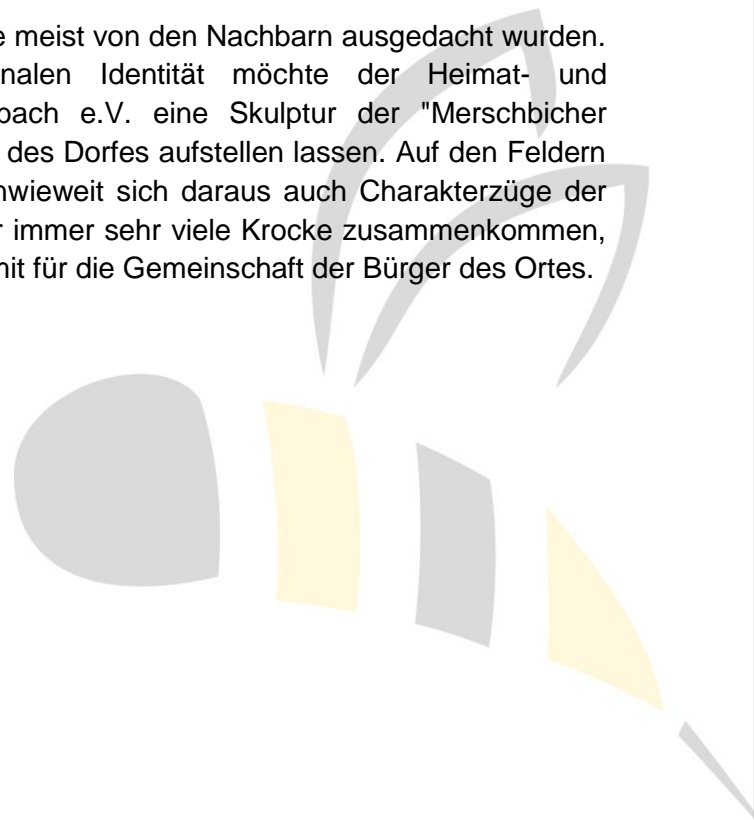 e meist von den Nachbarn ausgedacht wurden.
nalen Identität möchte der Heimat- und
bach e.V. eine Skulptur der "Merschbicher
des Dorfes aufstellen lassen. Auf den Feldern
nwieweit sich daraus auch Charakterzüge der
r immer sehr viele Krocke zusammenkommen,
mit für die Gemeinschaft der Bürger des Ortes.